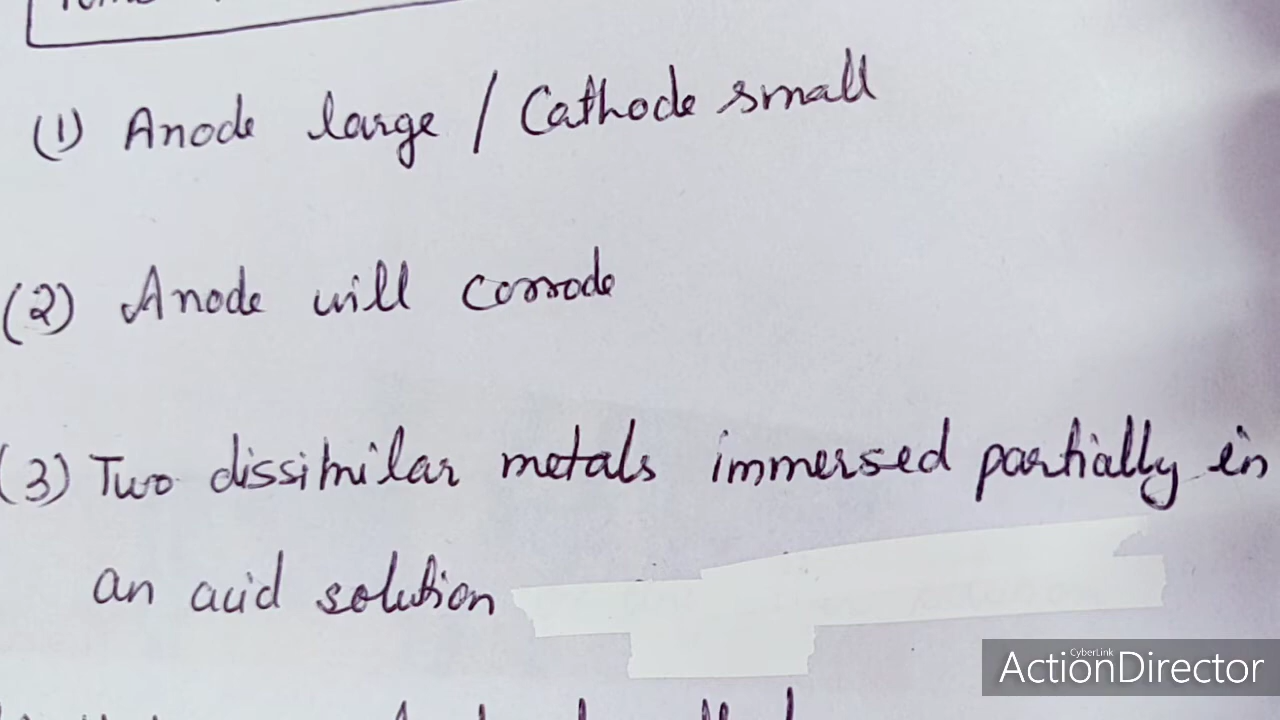 (1) Anode large / Cathode small
(2) Anode will corrode
(3) Two dissimilar metals immersed partially in
an acid solution
CyberLink
ActionDirector